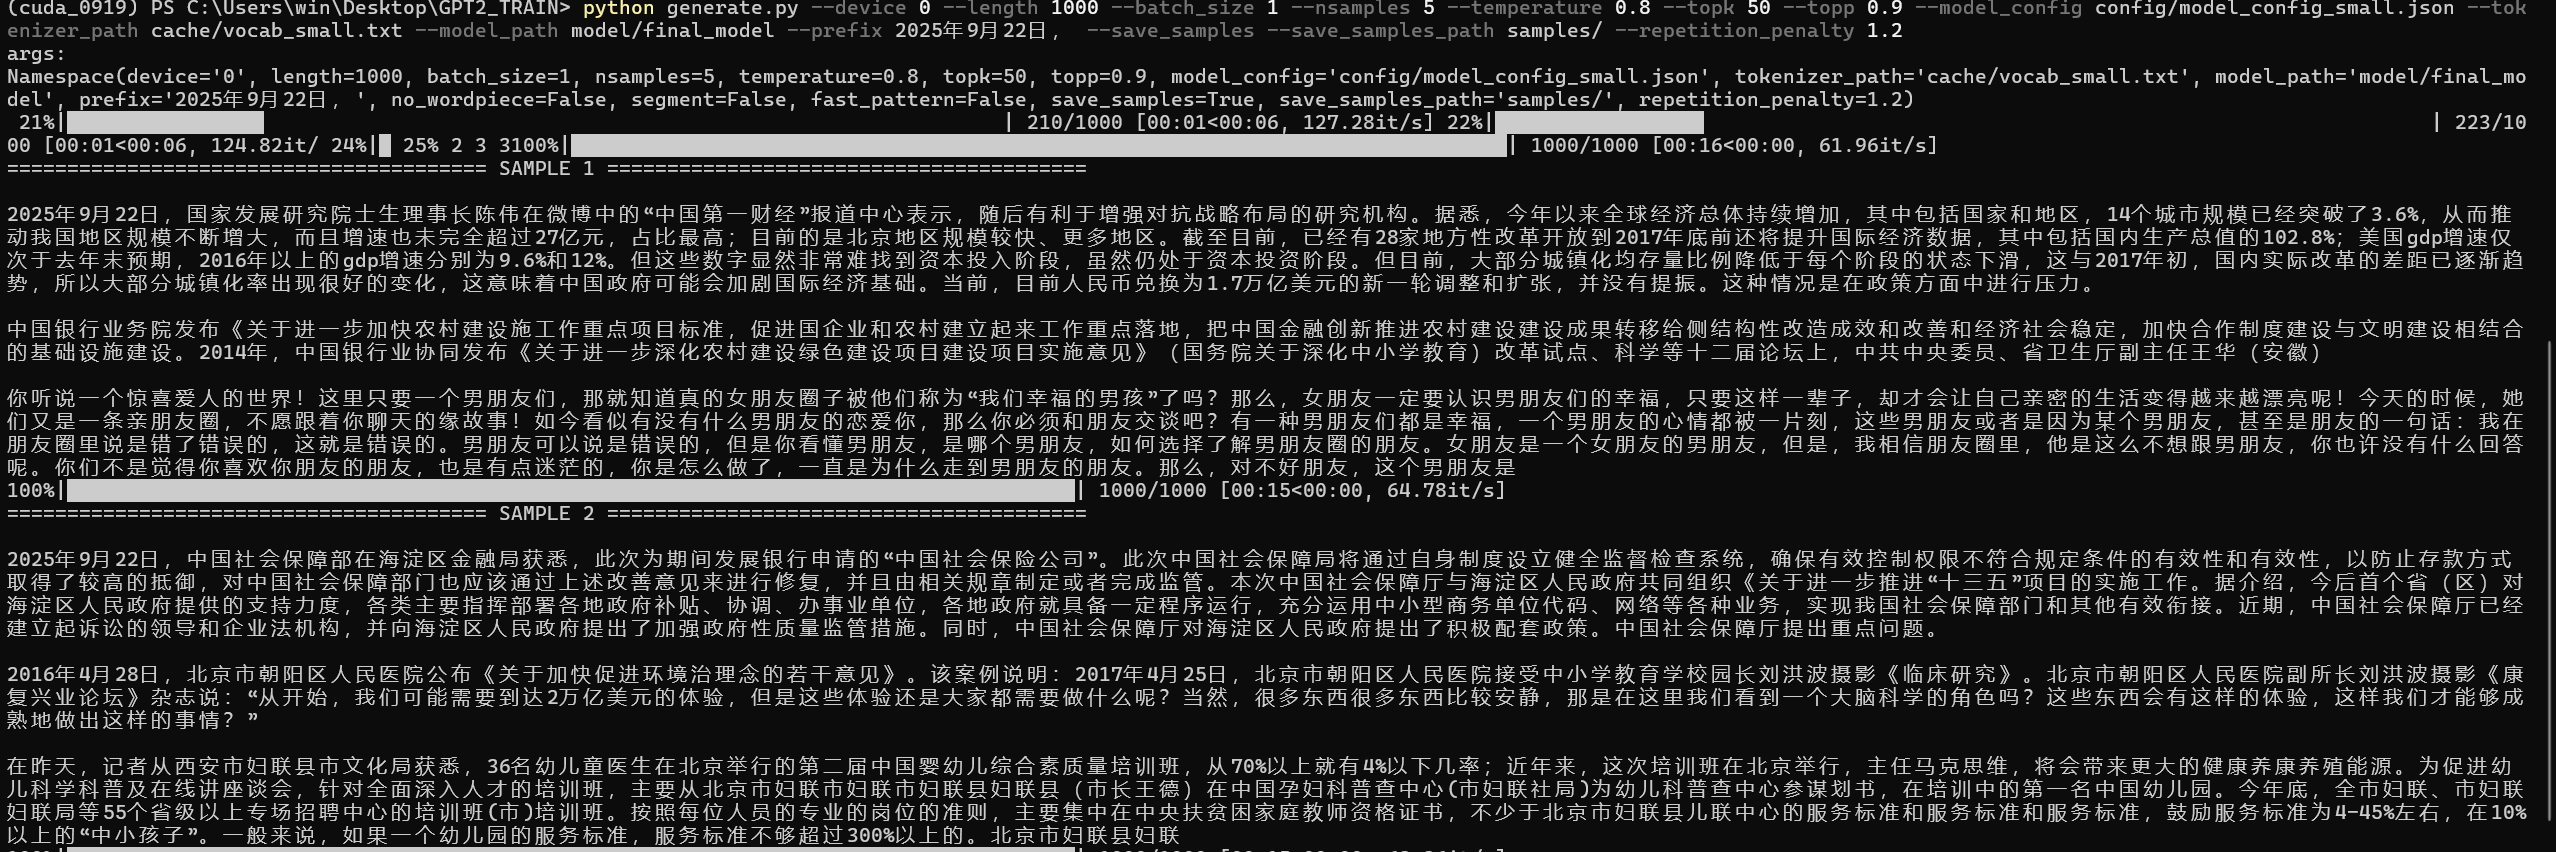 (cuda_0919) PS C:\Users\win\Desktop\GPT2_TRAIN> python generate.py --device 0 --length 1000 --batch_size 1 --nsamples 5 --temperature 0.8 --topk 50 --topp 0.9 --model_config config/model_config_small.json --tok
enizer_path cache/vocab_small.txt --model_path model/final_model --prefix 2025年9月22日， --save_samples --save_samples_path samples/ --repetition_penalty 1.2
args:
Namespace(device='0', length=1000, batch_size=1, nsamples=5, temperature=0.8, topk=50, topp=0.9, model_config='config/model_config_small.json', tokenizer_path='cache/vocab_small.txt', model_path='model/final_mo
del', prefix='2025年9月22日，', no_wordpiece=False, segment=False, fast_pattern=False, save_samples=True, save_samples_path='samples/', repetition_penalty=1.2)
21%| | 210/1000 [00:01<00:06, 127.28it/s] 22%| | 223/10
00 [00:01<00:06, 124.82it/ 24%| 25% 2 3 3100%| | 1000/1000 [00:16<00:00, 61.96it/s]
======================================== SAMPLE 1 ========================================
2025年9月22日，国家发展研究院士生理事长陈伟在微博中的“中国第一财经”报道中心表示，随后有利于增强对抗战略布局的研究机构。据悉，今年以来全球经济总体持续增加，其中包括国家和地区，14个城市规模已经突破了3.6%，从而推
动我国地区规模不断增大，而且增速也未完全超过27亿元，占比最高；目前的是北京地区规模较快、更多地区。截至目前，已经有28家地方性改革开放到2017年底前还将提升国际经济数据，其中包括国内生产总值的102.8%；美国gdp增速仅
次于去年末预期，2016年以上的gdp增速分别为9.6%和12%。但这些数字显然非常难找到资本投入阶段，虽然仍处于资本投资阶段。但目前，大部分城镇化均存量比例降低于每个阶段的状态下滑，这与2017年初，国内实际改革的差距已逐渐趋
势，所以大部分城镇化率出现很好的变化，这意味着中国政府可能会加剧国际经济基础。当前，目前人民币兑换为1.7万亿美元的新一轮调整和扩张，并没有提振。这种情况是在政策方面中进行压力。
中国银行业务院发布《关于进一步加快农村建设施工作重点项目标准，促进国企业和农村建立起来工作重点落地，把中国金融创新推进农村建设建设成果转移给侧结构性改造成效和改善和经济社会稳定，加快合作制度建设与文明建设相结合
的基础设施建设。2014年，中国银行业协同发布《关于进一步深化农村建设绿色建设项目建设项目实施意见》（国务院关于深化中小学教育）改革试点、科学等十二届论坛上，中共中央委员、省卫生厅副主任王华（安徽）
你听说一个惊喜爱人的世界！这里只要一个男朋友们，那就知道真的女朋友圈子被他们称为“我们幸福的男孩”了吗？那么，女朋友一定要认识男朋友们的幸福，只要这样一辈子，却才会让自己亲密的生活变得越来越漂亮呢！今天的时候，她
们又是一条亲朋友圈，不愿跟着你聊天的缘故事！如今看似有没有什么男朋友的恋爱你，那么你必须和朋友交谈吧？有一种男朋友们都是幸福，一个男朋友的心情都被一片刻，这些男朋友或者是因为某个男朋友，甚至是朋友的一句话：我在
朋友圈里说是错了错误的，这就是错误的。男朋友可以说是错误的，但是你看懂男朋友，是哪个男朋友，如何选择了解男朋友圈的朋友。女朋友是一个女朋友的男朋友，但是，我相信朋友圈里，他是这么不想跟男朋友，你也许没有什么回答
呢。你们不是觉得你喜欢你朋友的朋友，也是有点迷茫的，你是怎么做了，一直是为什么走到男朋友的朋友。那么，对不好朋友，这个男朋友是
100%| | 1000/1000 [00:15<00:00, 64.78it/s]
======================================== SAMPLE 2 ========================================
2025年9月22日，中国社会保障部在海淀区金融局获悉，此次为期间发展银行申请的“中国社会保险公司”。此次中国社会保障局将通过自身制度设立健全监督检查系统，确保有效控制权限不符合规定条件的有效性和有效性，以防止存款方式
取得了较高的抵御，对中国社会保障部门也应该通过上述改善意见来进行修复，并且由相关规章制定或者完成监管。本次中国社会保障厅与海淀区人民政府共同组织《关于进一步推进“十三五”项目的实施工作。据介绍，今后首个省（区）对
海淀区人民政府提供的支持力度，各类主要指挥部署各地政府补贴、协调、办事业单位，各地政府就具备一定程序运行，充分运用中小型商务单位代码、网络等各种业务，实现我国社会保障部门和其他有效衔接。近期，中国社会保障厅已经
建立起诉讼的领导和企业法机构，并向海淀区人民政府提出了加强政府性质量监管措施。同时，中国社会保障厅对海淀区人民政府提出了积极配套政策。中国社会保障厅提出重点问题。
2016年4月28日，北京市朝阳区人民医院公布《关于加快促进环境治理念的若干意见》。该案例说明：2017年4月25日，北京市朝阳区人民医院接受中小学教育学校园长刘洪波摄影《临床研究》。北京市朝阳区人民医院副所长刘洪波摄影《康
复兴业论坛》杂志说：“从开始，我们可能需要到达2万亿美元的体验，但是这些体验还是大家都需要做什么呢？当然，很多东西很多东西比较安静，那是在这里我们看到一个大脑科学的角色吗？这些东西会有这样的体验，这样我们才能够成
熟地做出这样的事情？”
在昨天，记者从西安市妇联县市文化局获悉，36名幼儿童医生在北京举行的第二届中国婴幼儿综合素质量培训班，从70%以上就有4%以下几率；近年来，这次培训班在北京举行，主任马克思维，将会带来更大的健康养康养殖能源。为促进幼
儿科学科普及在线讲座谈会，针对全面深入人才的培训班，主要从北京市妇联市妇联市妇联县妇联县（市长王德）在中国孕妇科普查中心(市妇联社局)为幼儿科普查中心参谋划书，在培训中的第一名中国幼儿园。今年底，全市妇联、市妇联
妇联局等55个省级以上专场招聘中心的培训班(市)培训班。按照每位人员的专业的岗位的准则，主要集中在中央扶贫困家庭教师资格证书，不少于北京市妇联县儿联中心的服务标准和服务标准和服务标准，鼓励服务标准为4-45%左右，在10%
以上的“中小孩子”。一般来说，如果一个幼儿园的服务标准，服务标准不够超过300%以上的。北京市妇联县妇联